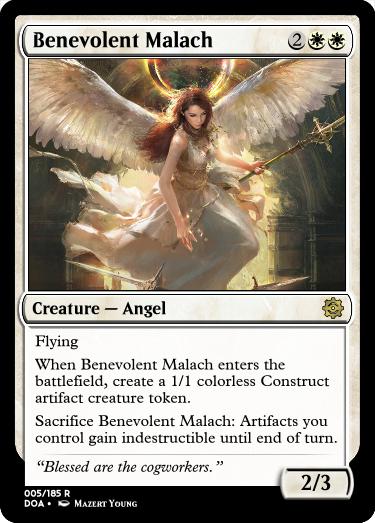 Benevolent Malach 2
Creature — Angel
Flying
When Benevolent Malach enters the
battlefield, create a 1/1 colorless Construct
artifact creature token.
Sacrifice Benevolent Malach: Artifacts you
control gain indestructible until end of turn.
“Blessed are the cogworkers.”
2/3
005/185 R
DOA • Mazert Young